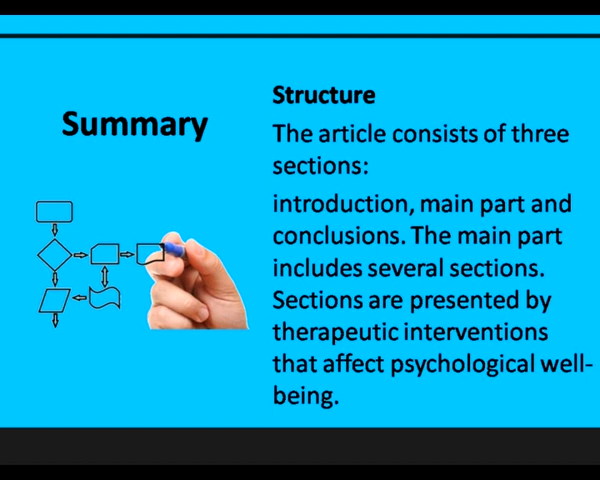 Summary
Structure
The article consists of three
sections:
introduction, main part and
conclusions. The main part
includes several sections.
Sections are presented by
therapeutic interventions
that affect psychological well-
being.